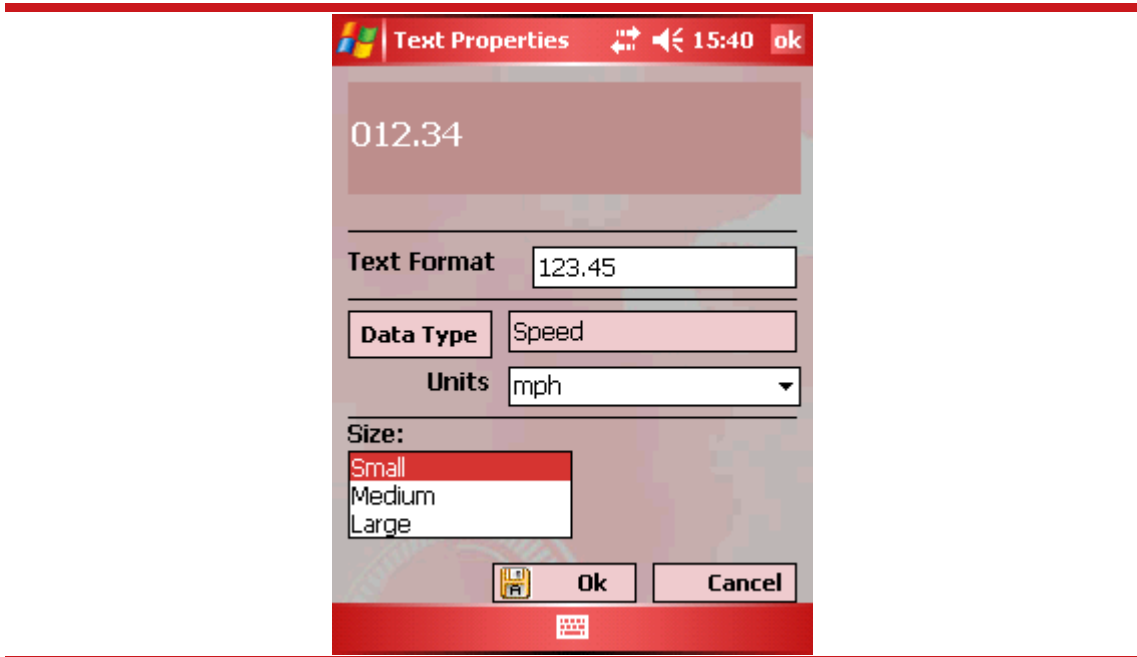 Text Properties 15:40 ok
012.34
Text Format 123.45
Data Type Speed
Units mph
Size:
Small
Medium
Large
Ok Cancel